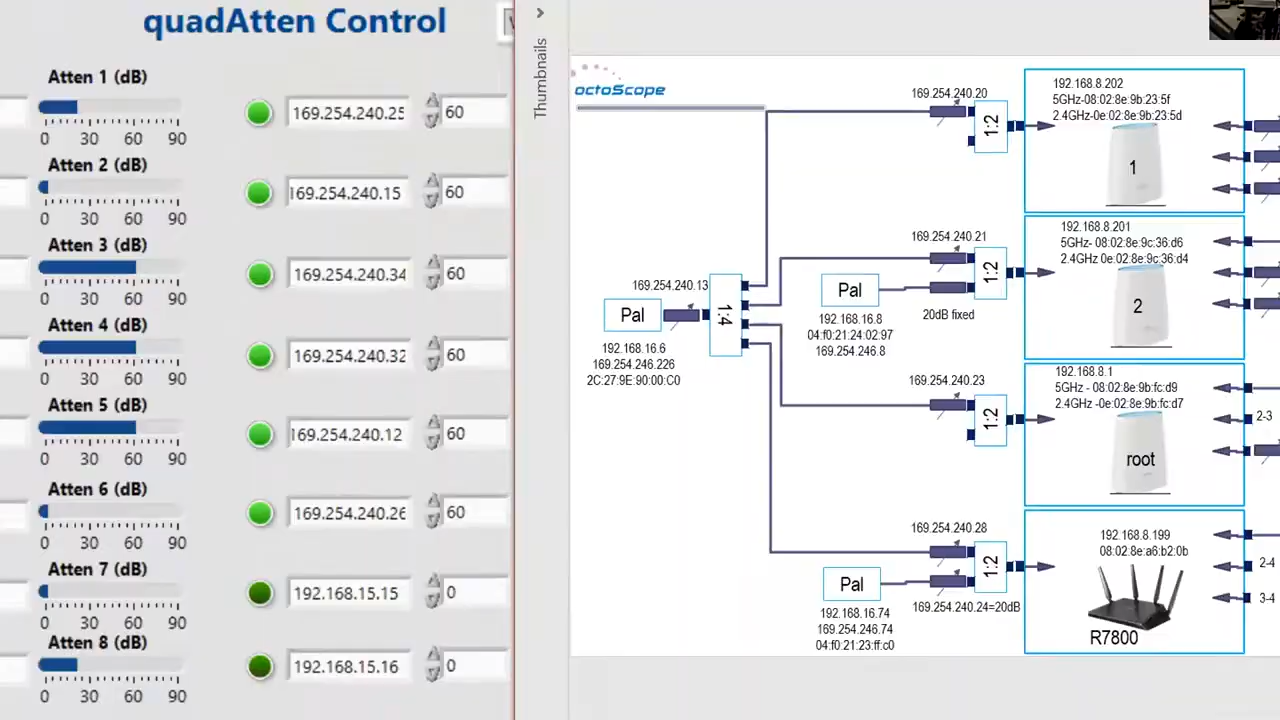 quadAtten Control
Atten 1 (dB)
0 30 60 90
169.254.240.25
60
Atten 2 (dB)
0 30 60 90
169.254.240.15
60
Atten 3 (dB)
0 30 60 90
169.254.240.34
60
Atten 4 (dB)
0 30 60 90
169.254.240.32
60
Atten 5 (dB)
0 30 60 90
169.254.240.12
60
Atten 6 (dB)
0 30 60 90
169.254.240.26
60
Atten 7 (dB)
0 30 60 90
192.168.15.15
0
Atten 8 (dB)
0 30 60 90
192.168.15.16
0
Thumbnails
octoScope
169.254.240.20
1:2
192.168.8.202
5GHz-08:02:8e:9b:23:5f
2.4GHz-0e:02:8e:9b:23:5d
1
169.254.240.21
1:2
192.168.8.201
5GHz- 08:02:8e:9c:36:d6
2.4GHz 0e:02:8e:9c:36:d4
2
169.254.240.13
Pal
1:4
192.168.16.6
169.254.246.226
2C:27:9E:90:00:C0
Pal
20dB fixed
192.168.16.8
04:f0:21:24:02:97
169.254.246.8
169.254.240.23
1:2
192.168.8.1
5GHz - 08:02:8e:9b:fc:d9
2.4GHz -0e:02:8e:9b:fc:d7
root
2-3
169.254.240.28
1:2
Pal
169.254.240.24=20dB
192.168.16.74
169.254.246.74
04:f0:21:23:ff:c0
192.168.8.199
08:02:8e:a6:b2:0b
R7800
2-4
3-4